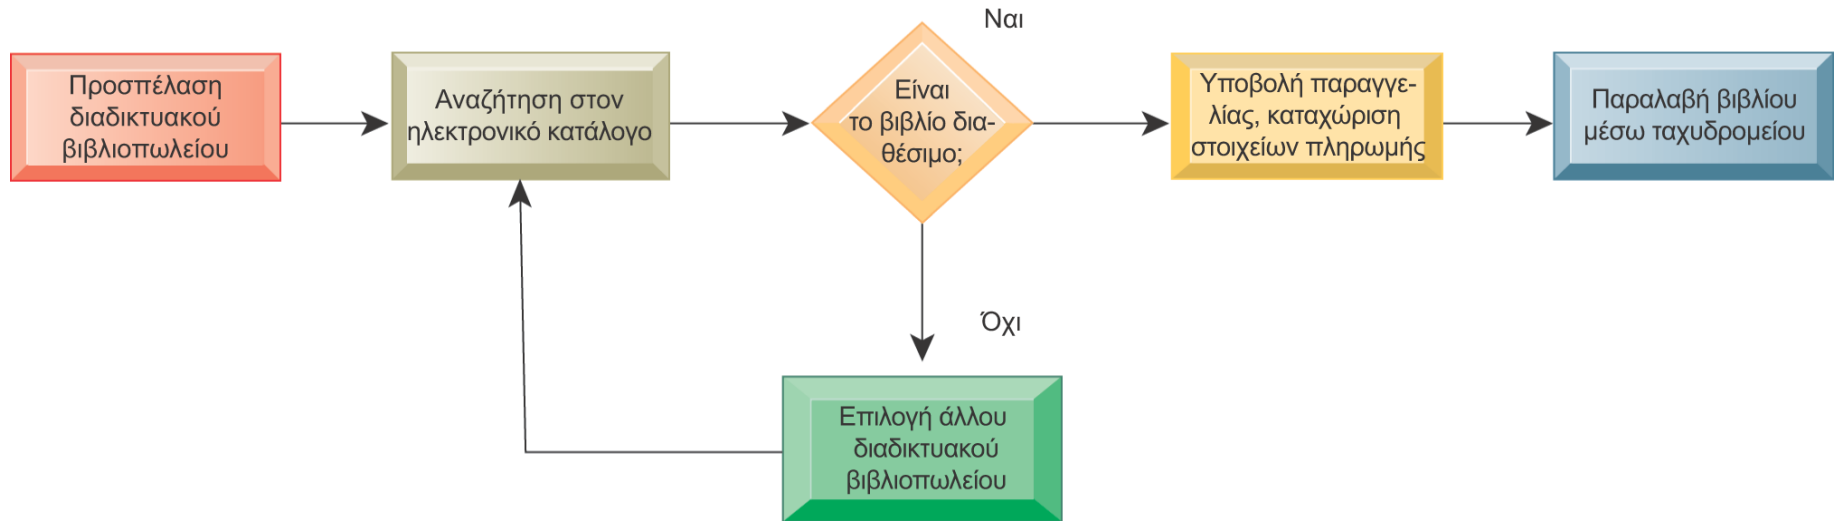 Προσπέλαση
διαδικτυακού
βιβλιοπωλείου
Αναζήτηση στον
ηλεκτρονικό κατάλογο
Είναι
το βιβλίο δια-
θέσιμο;
Ναι
Υποβολή παραγγε-
λίας, καταχώριση
στοιχείων πληρωμής
Παραλαβή βιβλίου
μέσω ταχυδρομείου
Όχι
Επιλογή άλλου
διαδικτυακού
βιβλιοπωλείου